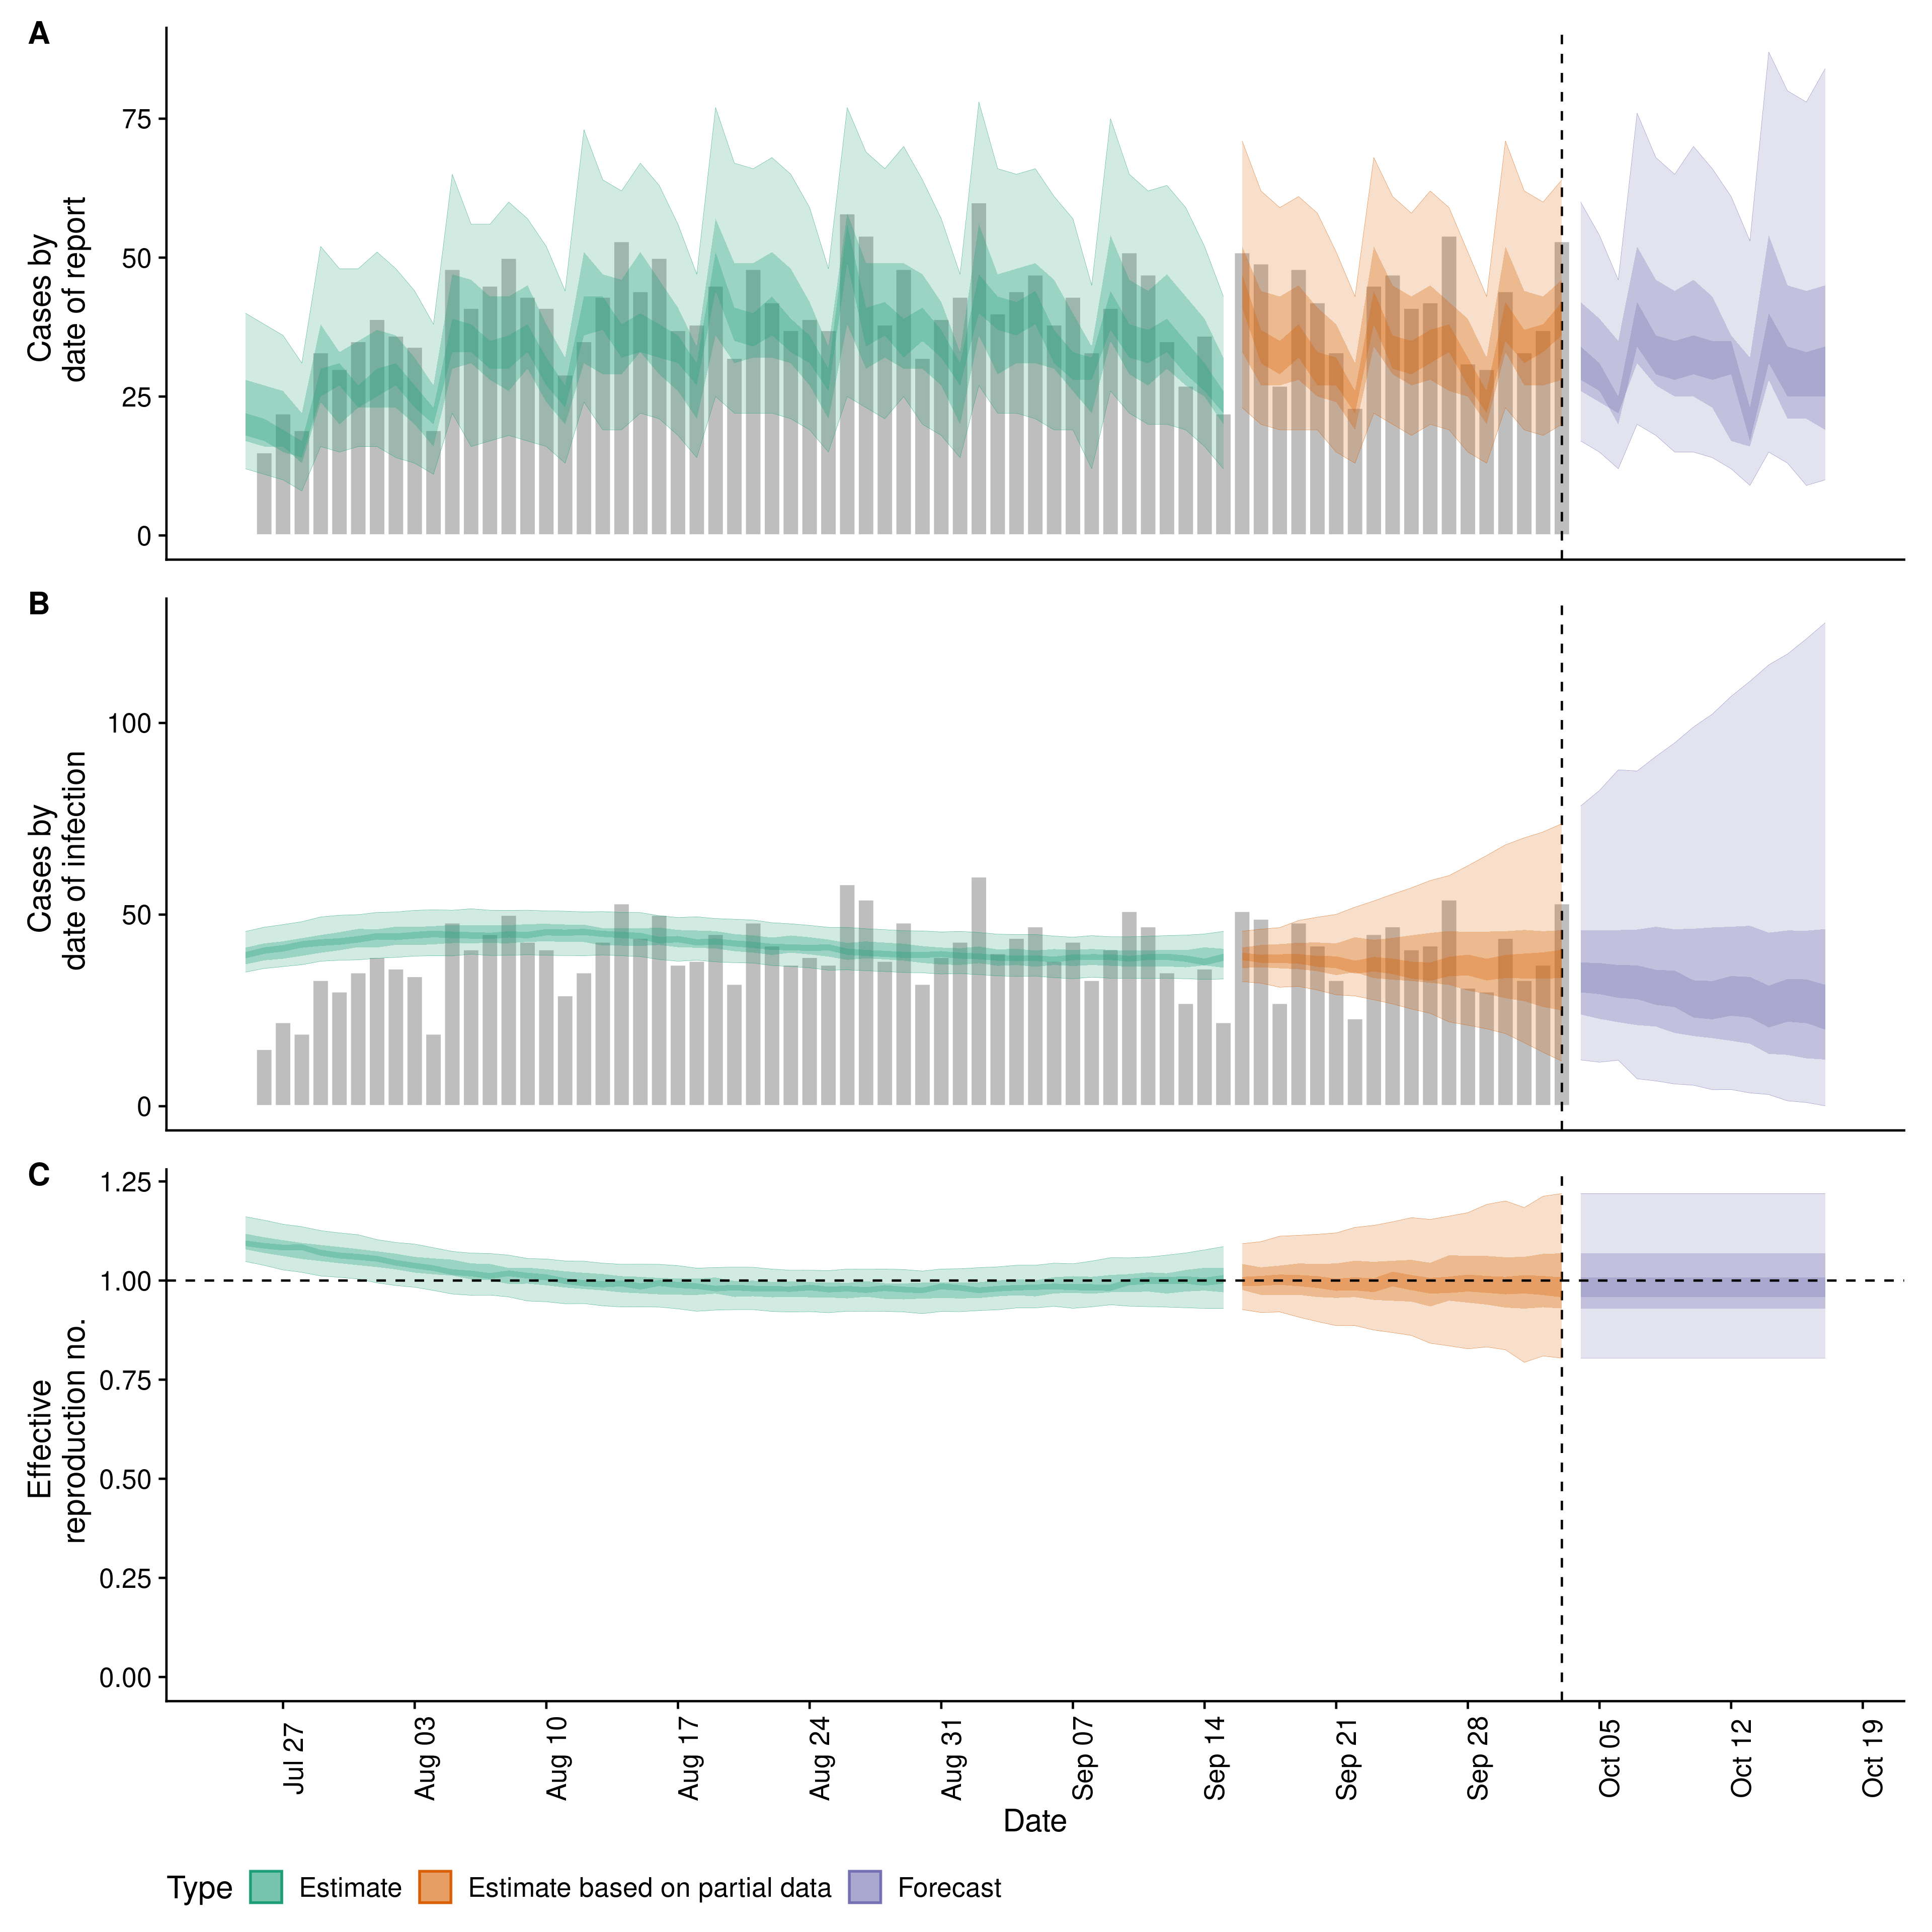 A
Cases by
date of report
75
50
25
0
B
Cases by
date of infection
100
50
0
C
Effective
reproduction no.
1.25
1.00
0.75
0.50
0.25
0.00
Jul 27
Aug 03
Aug 10
Aug 17
Aug 24
Aug 31
Sep 07
Sep 14
Sep 21
Sep 28
Oct 05
Oct 12
Oct 19
Date
Type Estimate Estimate based on partial data Forecast